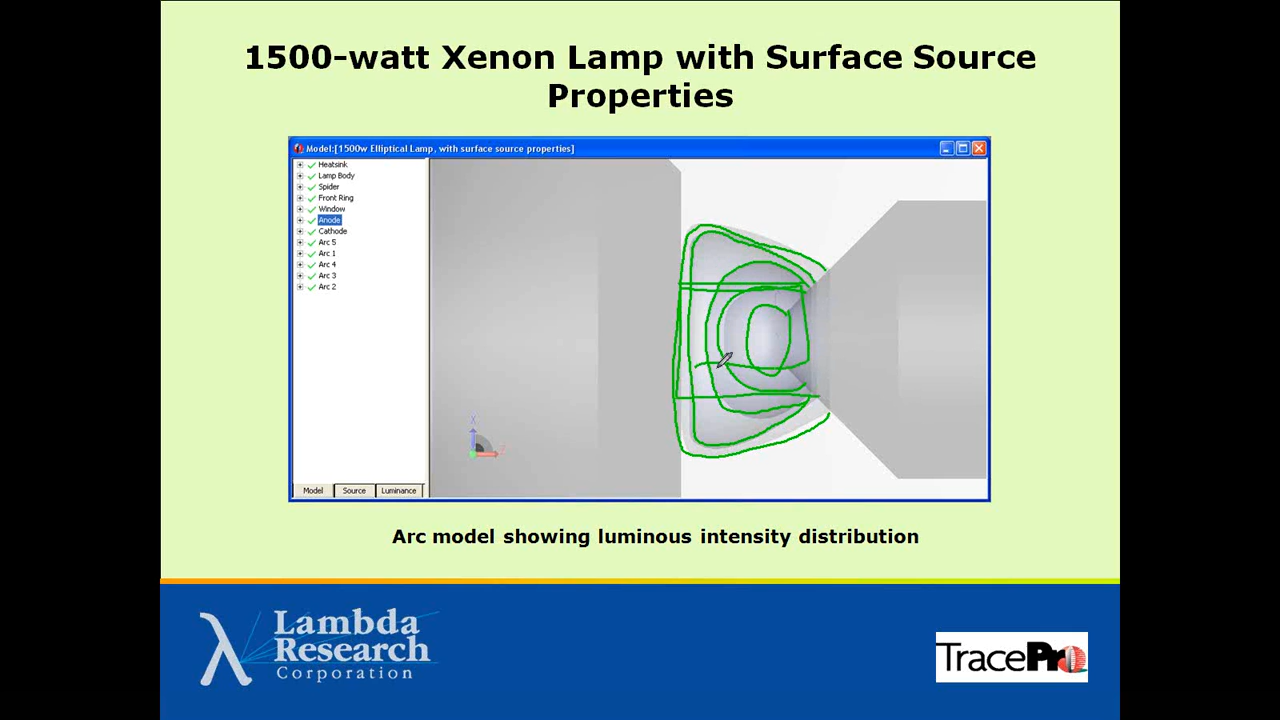 1500-watt Xenon Lamp with Surface Source
Properties
Model:[1500w Elliptical Lamp, with surface source properties]
Heatsink
Lamp Body
Spider
Front Ring
Window
Anode
Cathode
Arc 5
Arc 1
Arc 4
Arc 3
Arc 2
X
Model Source Luminance
Arc model showing luminous intensity distribution
λ Lambda
Research
Corporation
TracePro